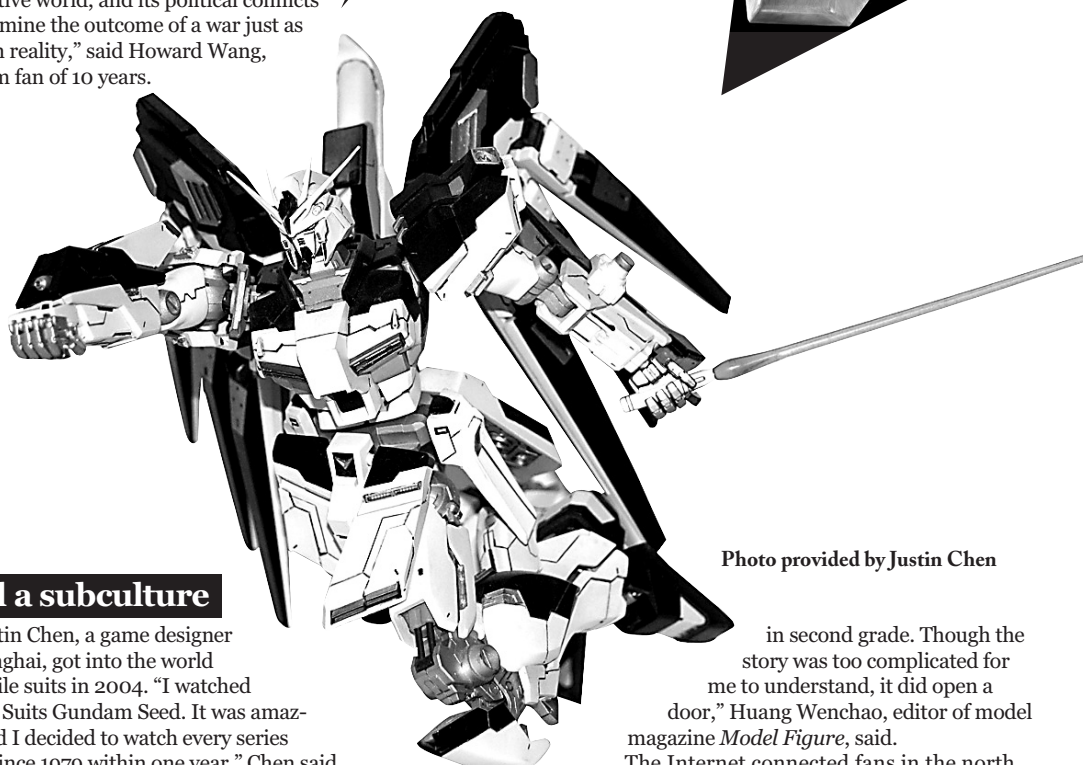 tive world, and its political conflicts
mine the outcome of a war just as
n reality,” said Howard Wang,
m fan of 10 years.
Photo provided by Justin Chen
a subculture
tin Chen, a game designer
nghai, got into the world
ile suits in 2004. “I watched
Suits Gundam Seed. It was amaz-
d I decided to watch every series
since 1979 within one year,” Chen said
in second grade. Though the
story was too complicated for
me to understand, it did open a
door,” Huang Wenchao, editor of model
magazine Model Figure, said.
The Internet connected fans in the north